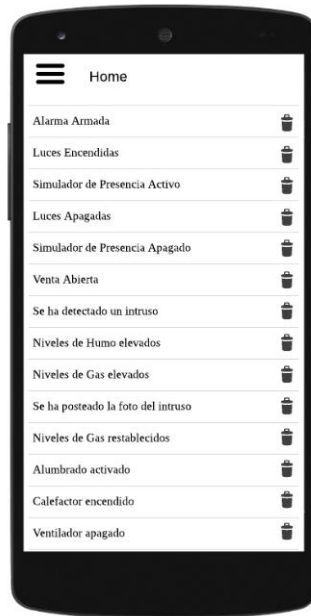 Home
Alarma Armada
Luces Encendidas
Simulador de Presencia Activo
Luces Apagadas
Simulador de Presencia Apagado
Venta Abierta
Se ha detectado un intruso
Niveles de Humo elevados
Niveles de Gas elevados
Se ha posteado la foto del intruso
Niveles de Gas restablecidos
Alumbrado activado
Calefactor encendido
Ventilador apagado